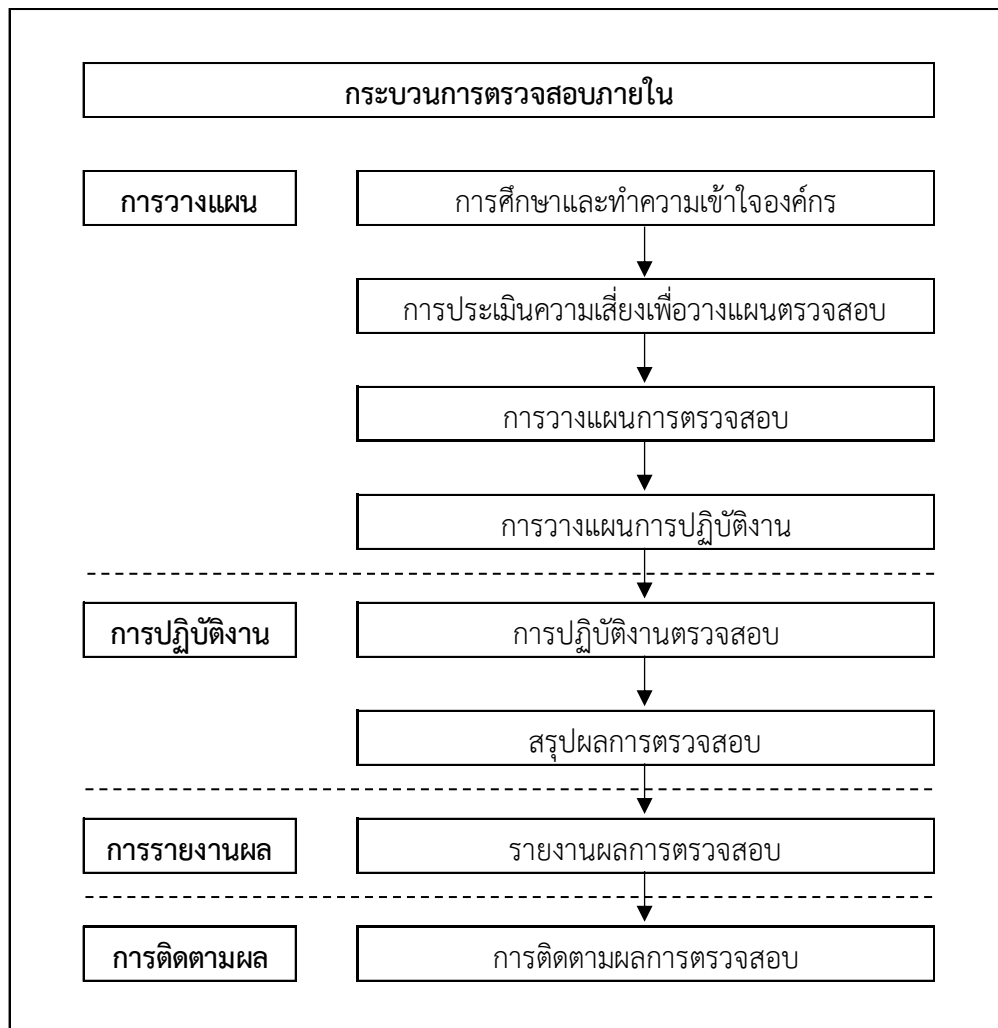 กระบวนการตรวจสอบภายใน
การวางแผน
การศึกษาและทำความเข้าใจองค์กร
การประเมินความเสี่ยงเพื่อวางแผนตรวจสอบ
การวางแผนการตรวจสอบ
การวางแผนการปฏิบัติงาน
การปฏิบัติงาน
การปฏิบัติงานตรวจสอบ
สรุปผลการตรวจสอบ
การรายงานผล
รายงานผลการตรวจสอบ
การติดตามผล
การติดตามผลการตรวจสอบ